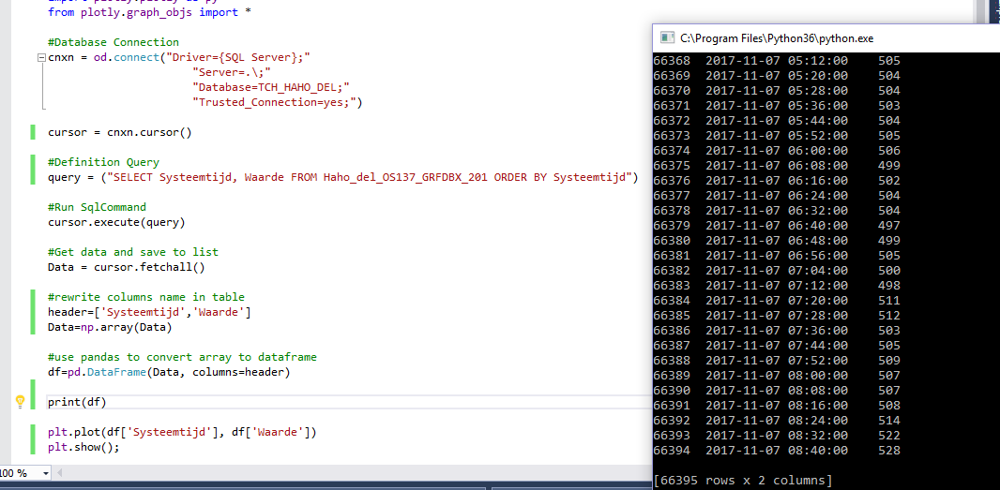 from plotly.graph_objs import *
#Database Connection
cnxn = od.connect("Driver={SQL Server};"
"Server=.\;"
"Database=TCH_HAHO_DEL;"
"Trusted_Connection=yes;")
cursor = cnxn.cursor()
#Definition Query
query = ("SELECT Systeemtijd, Waarde FROM Haho_del_OS137_GRFDBX_201 ORDER BY Systeemtijd")
#Run SqlCommand
cursor.execute(query)
#Get data and save to list
Data = cursor.fetchall()
#rewrite columns name in table
header=['Systeemtijd','Waarde']
Data=np.array(Data)
#use pandas to convert array to dataframe
df=pd.DataFrame(Data, columns=header)
print(df)
plt.plot(df['Systeemtijd'], df['Waarde'])
plt.show();
100 %
C:\Program Files\Python36\python.exe
66368 2017-11-07 05:12:00 505
66369 2017-11-07 05:20:00 504
66370 2017-11-07 05:28:00 504
66371 2017-11-07 05:36:00 503
66372 2017-11-07 05:44:00 504
66373 2017-11-07 05:52:00 505
66374 2017-11-07 06:00:00 506
66375 2017-11-07 06:08:00 499
66376 2017-11-07 06:16:00 502
66377 2017-11-07 06:24:00 504
66378 2017-11-07 06:32:00 504
66379 2017-11-07 06:40:00 497
66380 2017-11-07 06:48:00 499
66381 2017-11-07 06:56:00 505
66382 2017-11-07 07:04:00 500
66383 2017-11-07 07:12:00 498
66384 2017-11-07 07:20:00 511
66385 2017-11-07 07:28:00 512
66386 2017-11-07 07:36:00 503
66387 2017-11-07 07:44:00 505
66388 2017-11-07 07:52:00 509
66389 2017-11-07 08:00:00 507
66390 2017-11-07 08:08:00 507
66391 2017-11-07 08:16:00 508
66392 2017-11-07 08:24:00 514
66393 2017-11-07 08:32:00 522
66394 2017-11-07 08:40:00 528
[66395 rows x 2 columns]